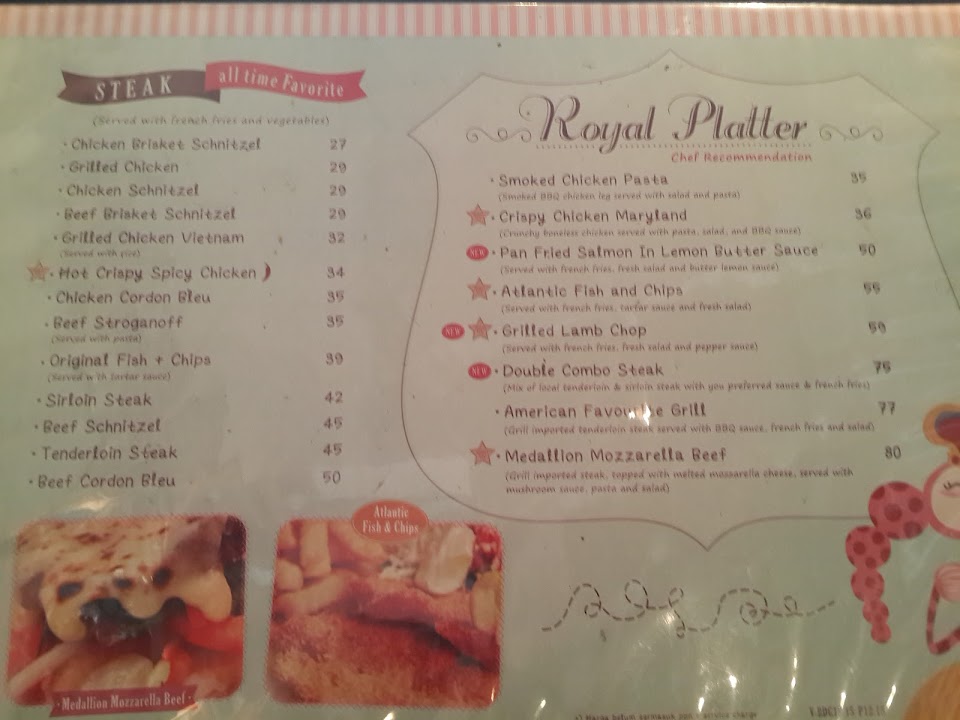 STEAK all time Favorite
(Served with french fries and vegetables)
· Chicken Brisket Schnitzel 27
· Grilled Chicken 29
· Chicken Schnitzel 29
· Beef Brisket Schnitzel 29
· Grilled Chicken Vietnam 32
(Served with rice)
· Hot Crispy Spicy Chicken 34
· Chicken Cordon Bleu 35
· Beef Stroganoff 35
(Served with pasta)
· Original Fish + Chips 39
(Served with tartar sauce)
· Sirloin Steak 42
· Beef Schnitzel 45
· Tenderloin Steak 45
· Beef Cordon Bleu 50
Royal Platter
Chef Recommendation
· Smoked Chicken Pasta 35
(Smoked BBQ chicken leg served with salad and pasta)
· Crispy Chicken Maryland 36
(Crunchy boneless chicken served with pasta, salad, and BBQ sauce)
NEW · Pan Fried Salmon In Lemon Butter Sauce 50
(Served with french fries, fresh salad and butter lemon sauce)
· Atlantic Fish and Chips 55
(Served with french fries, tartar sauce and fresh salad)
NEW · Grilled Lamb Chop 59
(Served with french fries, fresh salad and pepper sauce)
NEW · Double Combo Steak 75
(Mix of local tenderloin & sirloin steak with you preferred sauce & french fries)
· American Favourite Grill 77
(Grill imported tenderloin steak served with BBQ sauce, french fries and salad)
· Medallion Mozzarella Beef 80
(Grill imported steak, topped with melted mozzarella cheese, served with
mushroom sauce, pasta and salad)
Atlantic
Fish & Chips
· Medallion Mozzarella Beef ·